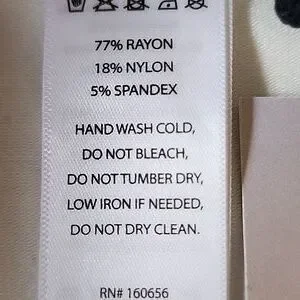 77% RAYON
18% NYLON
5% SPANDEX
HAND WASH COLD,
DO NOT BLEACH,
DO NOT TUMBER DRY,
LOW IRON IF NEEDED,
DO NOT DRY CLEAN.
RN# 160656